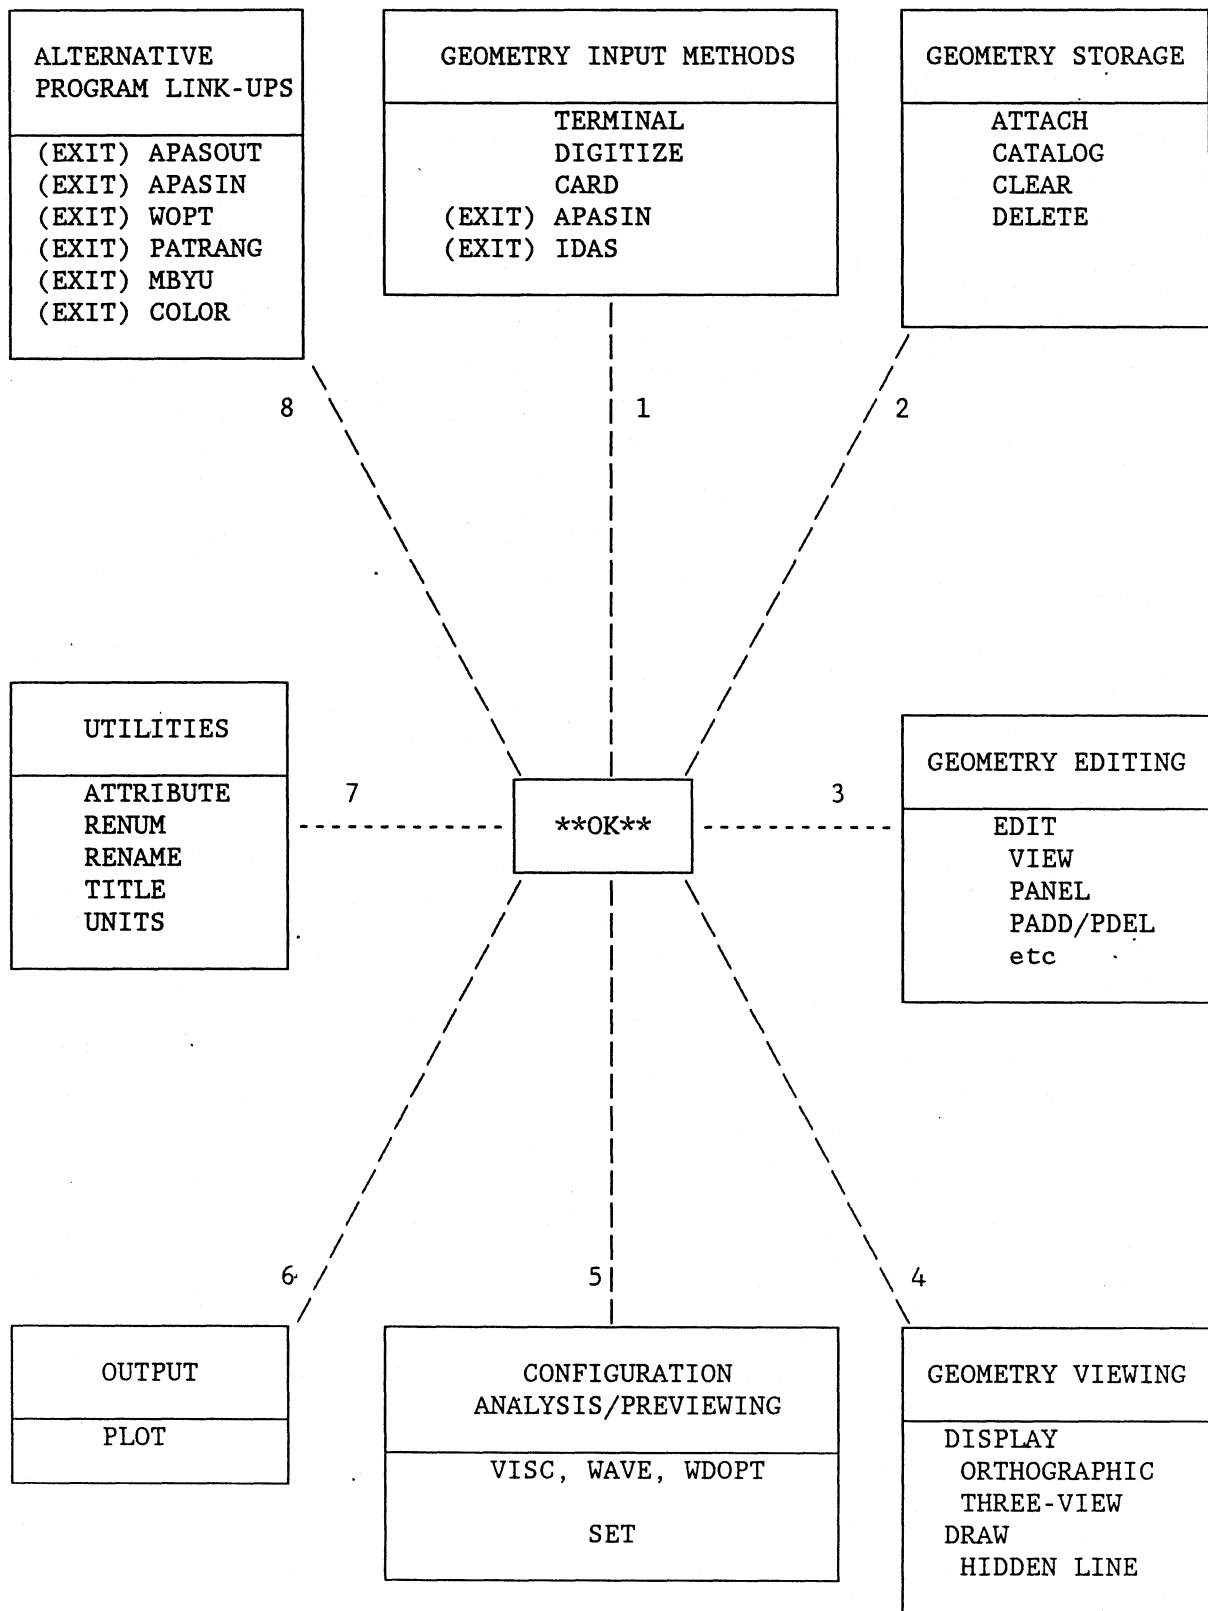 ALTERNATIVE
PROGRAM LINK-UPS
(EXIT) APASOUT
(EXIT) APASIN
(EXIT) WOPT
(EXIT) PATRANG
(EXIT) MBYU
(EXIT) COLOR
GEOMETRY INPUT METHODS
TERMINAL
DIGITIZE
CARD
(EXIT) APASIN
(EXIT) IDAS
GEOMETRY STORAGE
ATTACH
CATALOG
CLEAR
DELETE
8
1
2
UTILITIES
ATTRIBUTE
RENUM
RENAME
TITLE
UNITS
7
**OK**
3
GEOMETRY EDITING
EDIT
VIEW
PANEL
PADD/PDEL
etc
6
5
4
OUTPUT
PLOT
CONFIGURATION
ANALYSIS/PREVIEWING
VISC, WAVE, WDOPT
SET
GEOMETRY VIEWING
DISPLAY
ORTHOGRAPHIC
THREE-VIEW
DRAW
HIDDEN LINE